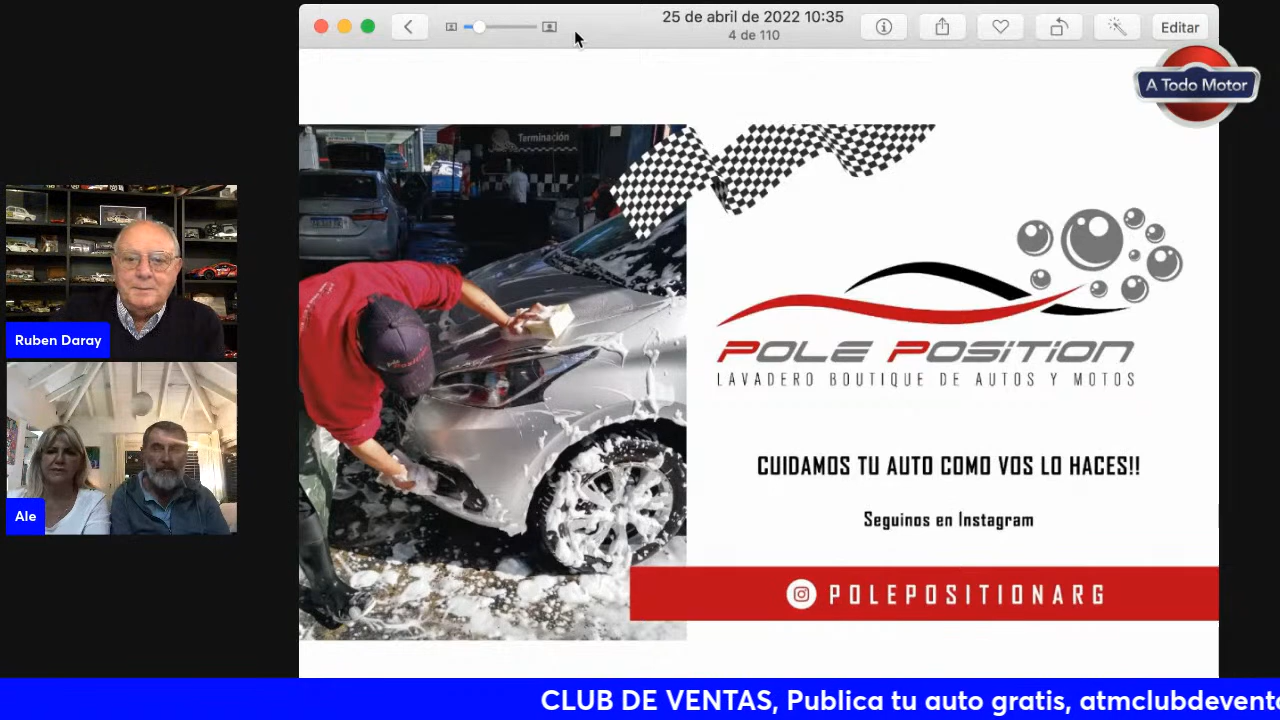 25 de abril de 2022 10:35
4 de 110
Editar
A Todo Motor
Terminación
POLE POSITION
LAVADERO BOUTIQUE DE AUTOS Y MOTOS
CUIDAMOS TU AUTO COMO VOS LO HACES!!
Seguinos en Instagram
POLEPOSITIONARG
Ruben Daray
Ale
CLUB DE VENTAS, Publica tu auto gratis, atmclubdevent